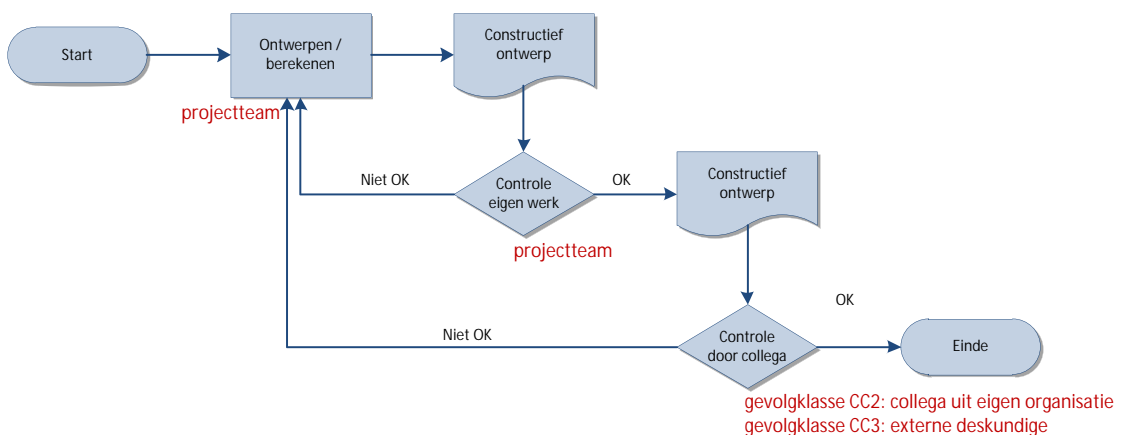 Start
Ontwerpen /
berekenen
Constructief
ontwerp
projectteam
Niet OK
Controle
eigen werk
OK
Constructief
ontwerp
projectteam
OK
Niet OK
Controle
door collega
Einde
gevolgklasse CC2: collega uit eigen organisatie
gevolgklasse CC3: externe deskundige